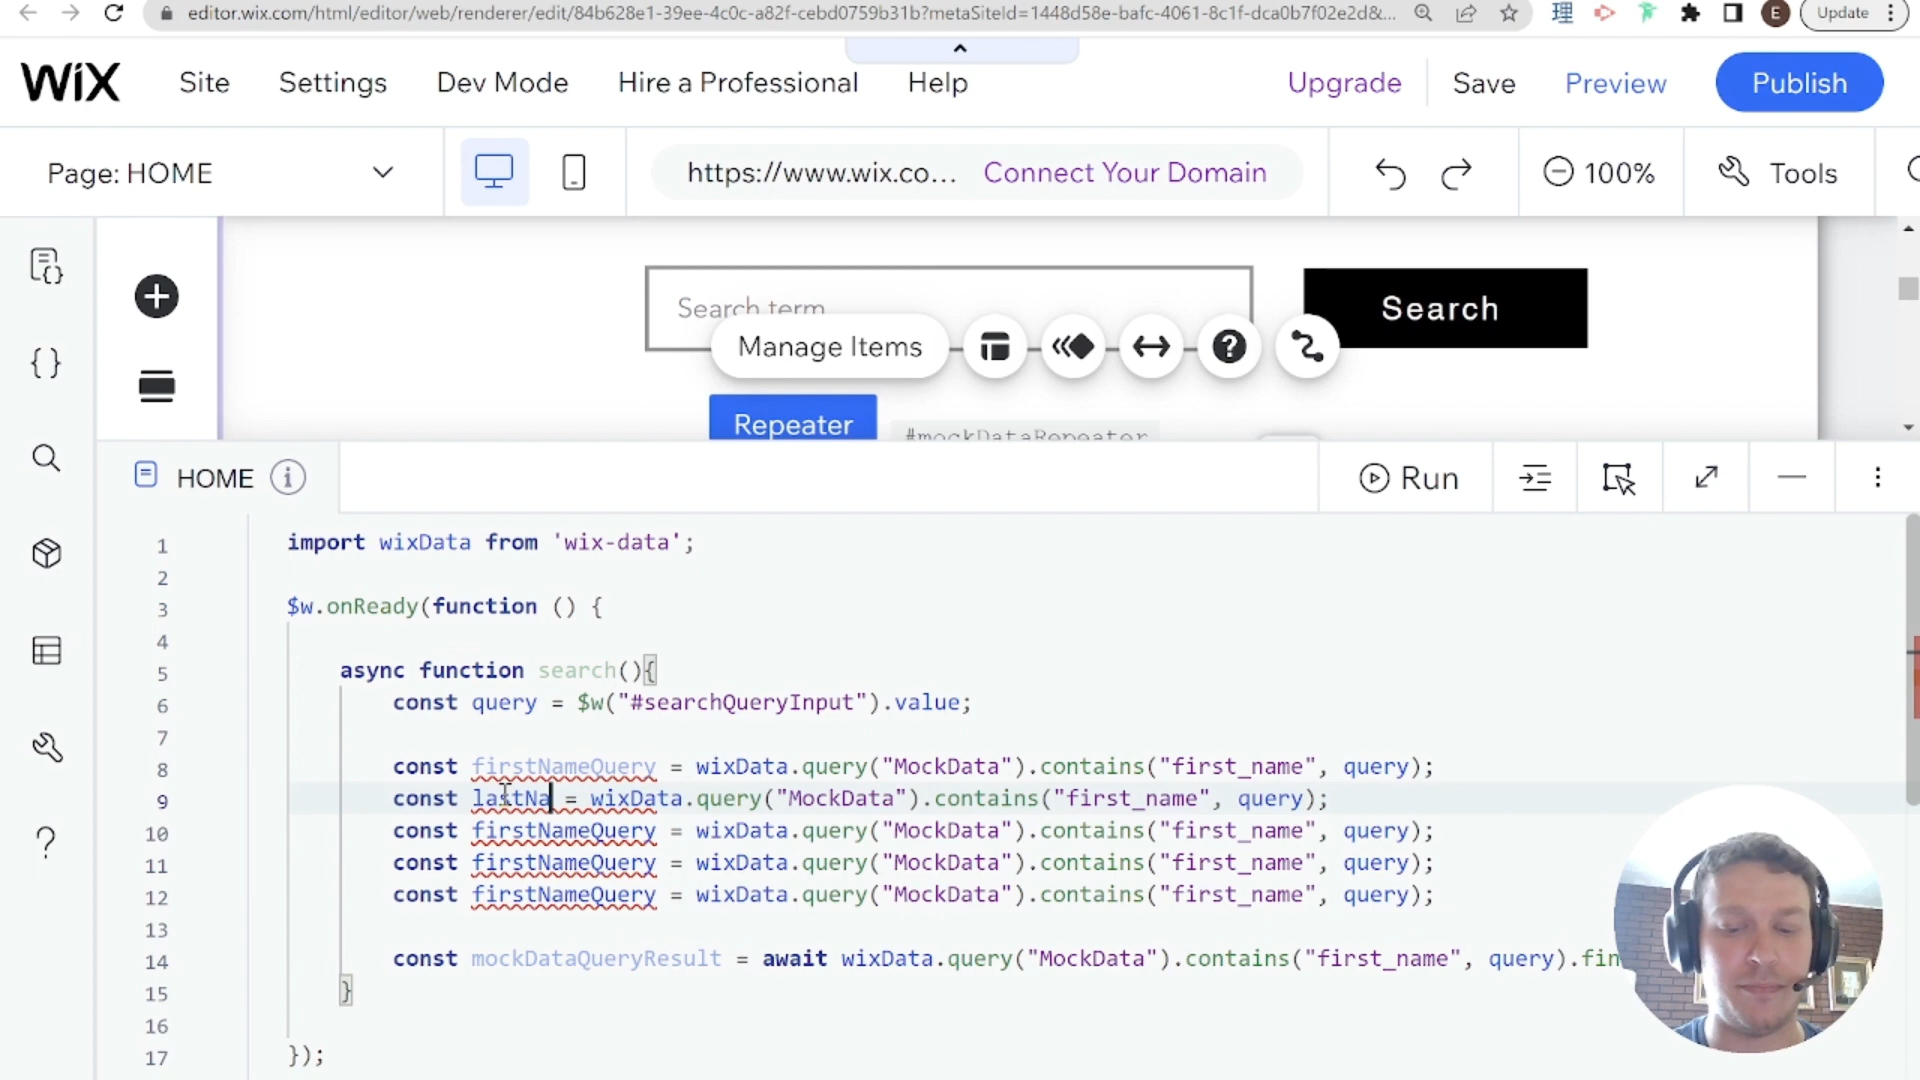 editor.wix.com/html/editor/web/renderer/edit/84b628e1-39ee-4c0c-a82f-cebd0759b31b?metaSiteId=1448d58e-bafc-4061-8c1f-dca0b7f02e2d&...
理
E
Update
WiX
Site
Settings
Dev Mode
Hire a Professional
Help
Upgrade
Save
Preview
Publish
Page: HOME
https://www.wix.co...
Connect Your Domain
100%
Tools
Search term
Search
Manage Items
Repeater
#mockDataRepeater
HOME
Run
1 import wixData from 'wix-data';
2
3 $w.onReady(function () {
4
5 async function search(){
6 const query = $w("#searchQueryInput").value;
7
8 const firstNameQuery = wixData.query("MockData").contains("first_name", query);
9 const lastNa = wixData.query("MockData").contains("first_name", query);
10 const firstNameQuery = wixData.query("MockData").contains("first_name", query);
11 const firstNameQuery = wixData.query("MockData").contains("first_name", query);
12 const firstNameQuery = wixData.query("MockData").contains("first_name", query);
13
14 const mockDataQueryResult = await wixData.query("MockData").contains("first_name", query).fin
15 }
16
17 });